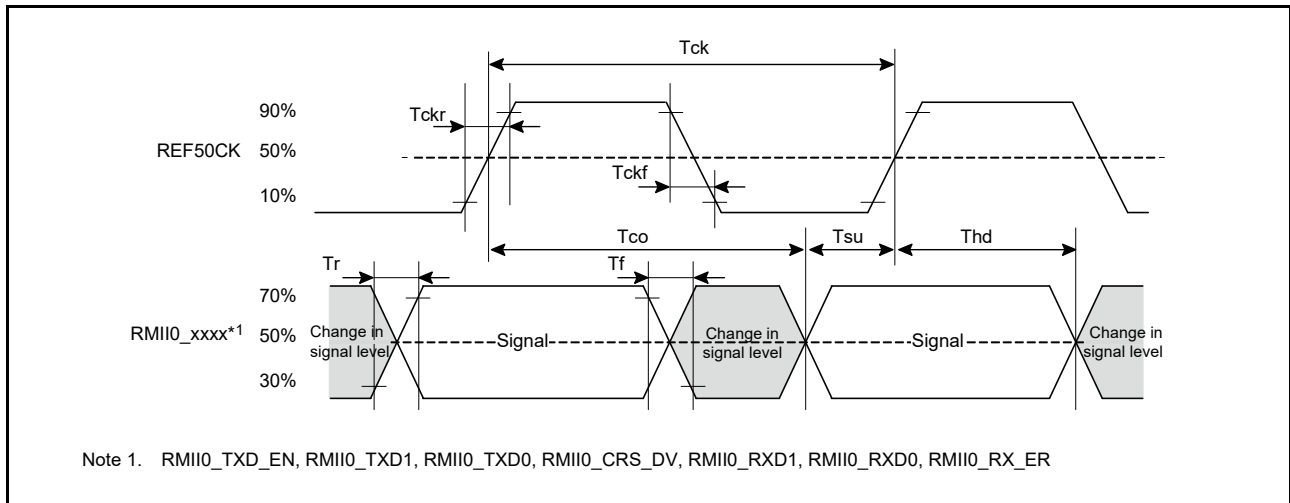 Tck
90%
Tckr
REF50CK 50%
Tckf
10%
Tco Tsu Thd
Tr Tf
70%
RMII0_xxxx*1 50% Change in signal level Signal Change in signal level Signal Change in signal level
30%
Note 1. RMII0_TXD_EN, RMII0_TXD1, RMII0_TXD0, RMII0_CRS_DV, RMII0_RXD1, RMII0_RXD0, RMII0_RX_ER